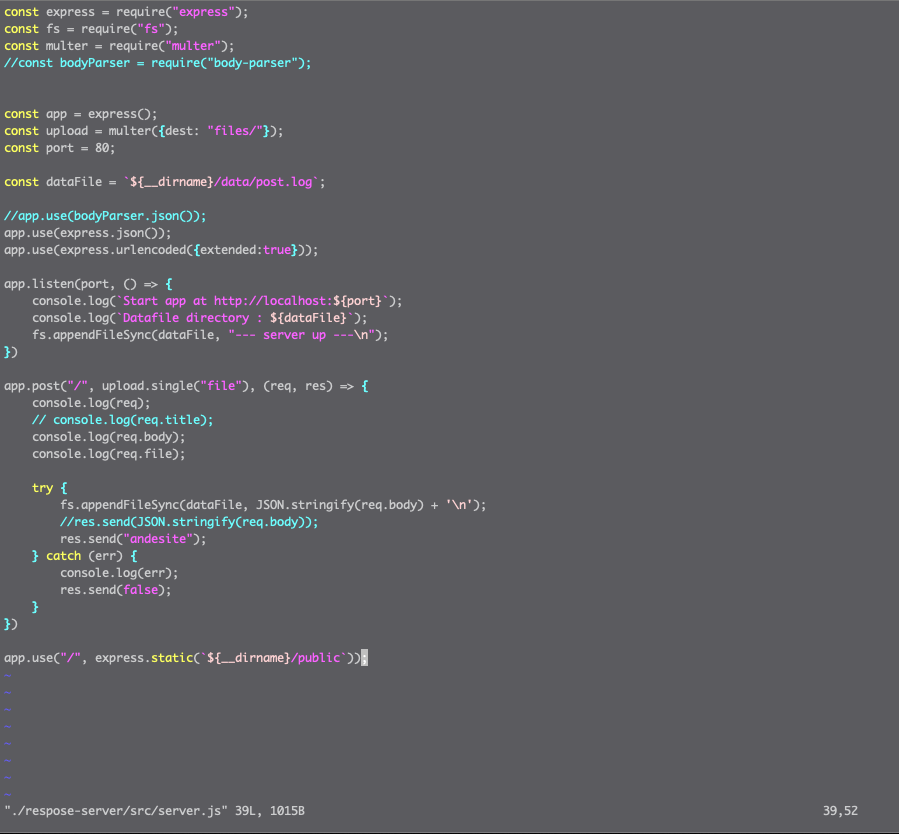 const express = require("express");
const fs = require("fs");
const multer = require("multer");
//const bodyParser = require("body-parser");
const app = express();
const upload = multer({dest: "files/"});
const port = 80;
const dataFile = `${__dirname}/data/post.log`;
//app.use(bodyParser.json());
app.use(express.json());
app.use(express.urlencoded({extended:true}));
app.listen(port, () => {
    console.log(`Start app at http://localhost:${port}`);
    console.log(`Datafile directory : ${dataFile}`);
    fs.appendFileSync(dataFile, "--- server up ---\n");
})
app.post("/", upload.single("file"), (req, res) => {
    console.log(req);
    // console.log(req.title);
    console.log(req.body);
    console.log(req.file);
    try {
        fs.appendFileSync(dataFile, JSON.stringify(req.body) + '\n');
        //res.send(JSON.stringify(req.body));
        res.send("andesite");
    } catch (err) {
        console.log(err);
        res.send(false);
    }
})
app.use("/", express.static(`${__dirname}/public`));
~
~
~
~
~
~
~
~
"./respose-server/src/server.js" 39L, 1015B 39,52